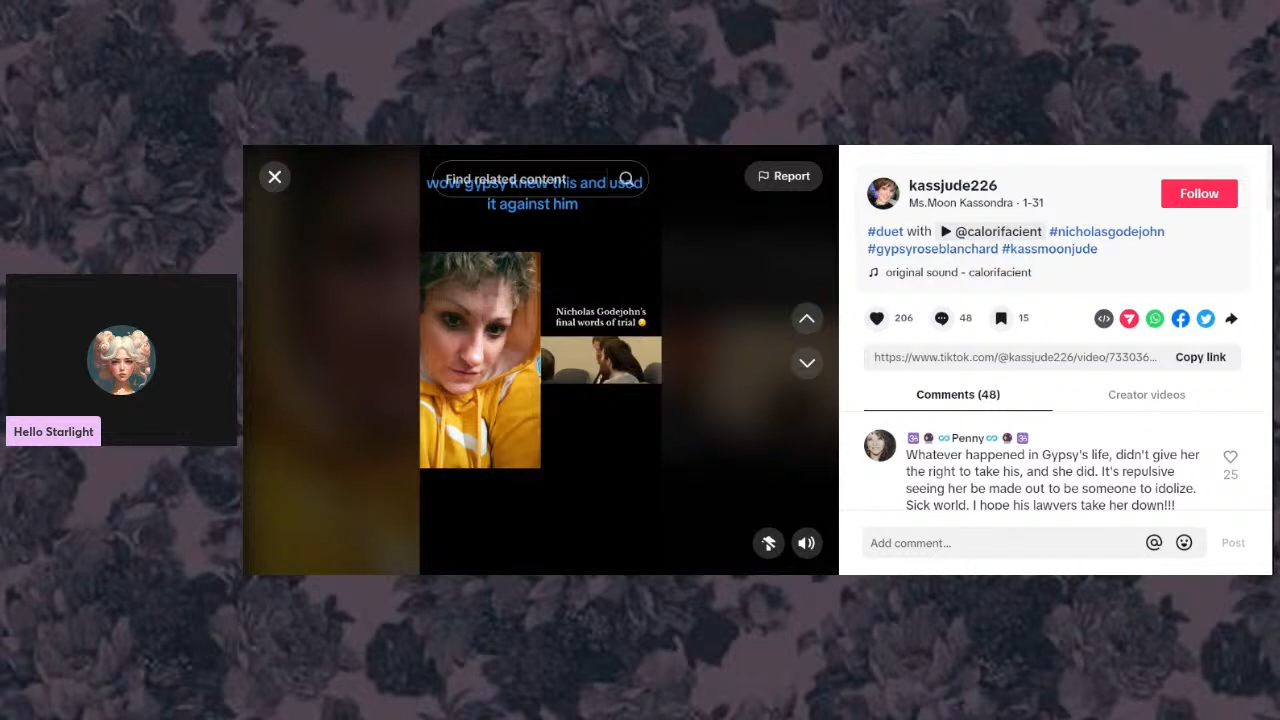 Find related content
wow gypsy knew this and used
it against him
Report
Nicholas Godejohn's
final words of trial
Hello Starlight
kassjude226
Ms.Moon Kassondra · 1-31
Follow
#duet with @calorifacient #nicholasgodejohn
#gypsyroseblanchard #kassmoonjude
original sound - calorifacient
206
48
15
https://www.tiktok.com/@kassjude226/video/733036...
Copy link
Comments (48)
Creator videos
Penny
Whatever happened in Gypsy's life, didn't give her
the right to take his, and she did. It's repulsive
seeing her be made out to be someone to idolize.
Sick world. I hope his lawyers take her down!!!
25
Add comment...
Post